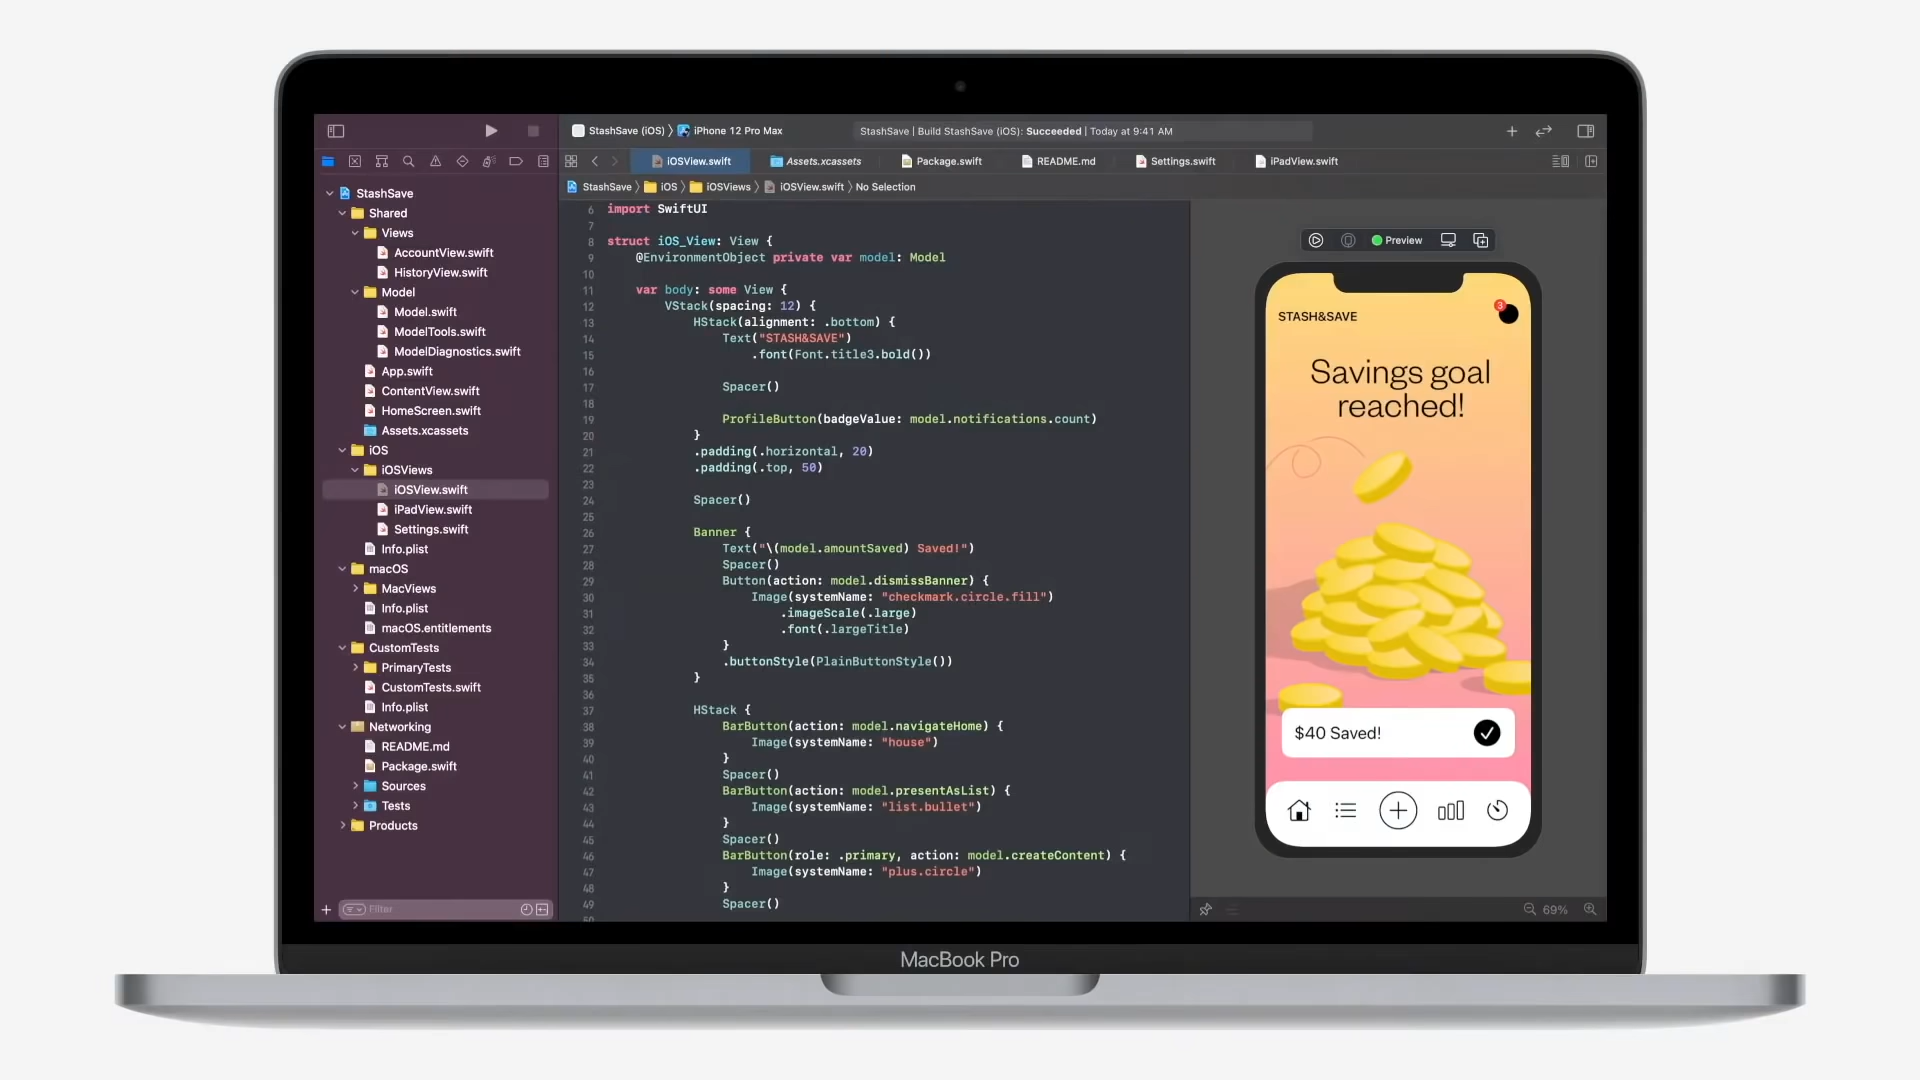 StashSave (iOS) 〉 iPhone 12 Pro Max
StashSave | Build StashSave (iOS): Succeeded | Today at 9:41 AM
iOSView.swift
Assets.xcassets
Package.swift
README.md
Settings.swift
iPadView.swift
StashSave 〉 iOS 〉 iOSViews 〉 iOSView.swift 〉 No Selection
StashSave
Shared
Views
AccountView.swift
HistoryView.swift
Model
Model.swift
ModelTools.swift
ModelDiagnostics.swift
App.swift
ContentView.swift
HomeScreen.swift
Assets.xcassets
iOS
iOSViews
iOSView.swift
iPadView.swift
Settings.swift
Info.plist
macOS
MacViews
Info.plist
macOS.entitlements
CustomTests
PrimaryTests
CustomTests.swift
Info.plist
Networking
README.md
Package.swift
Sources
Tests
Products
Filter
6 import SwiftUI
7
8 struct iOS_View: View {
9 @EnvironmentObject private var model: Model
10
11 var body: some View {
12 VStack(spacing: 12) {
13 HStack(alignment: .bottom) {
14 Text("STASH&SAVE")
15 .font(Font.title3.bold())
16
17 Spacer()
18
19 ProfileButton(badgeValue: model.notifications.count)
20 }
21 .padding(.horizontal, 20)
22 .padding(.top, 50)
23
24 Spacer()
25
26 Banner {
27 Text("\(model.amountSaved) Saved!")
28 Spacer()
29 Button(action: model.dismissBanner) {
30 Image(systemName: "checkmark.circle.fill")
31 .imageScale(.large)
32 .font(.largeTitle)
33 }
34 .buttonStyle(PlainButtonStyle())
35 }
36
37 HStack {
38 BarButton(action: model.navigateHome) {
39 Image(systemName: "house")
40 }
41 Spacer()
42 BarButton(action: model.presentAsList) {
43 Image(systemName: "list.bullet")
44 }
45 Spacer()
46 BarButton(role: .primary, action: model.createContent) {
47 Image(systemName: "plus.circle")
48 }
49 Spacer()
50
Preview
STASH&SAVE
3
Savings goal
reached!
$40 Saved!
69%
MacBook Pro